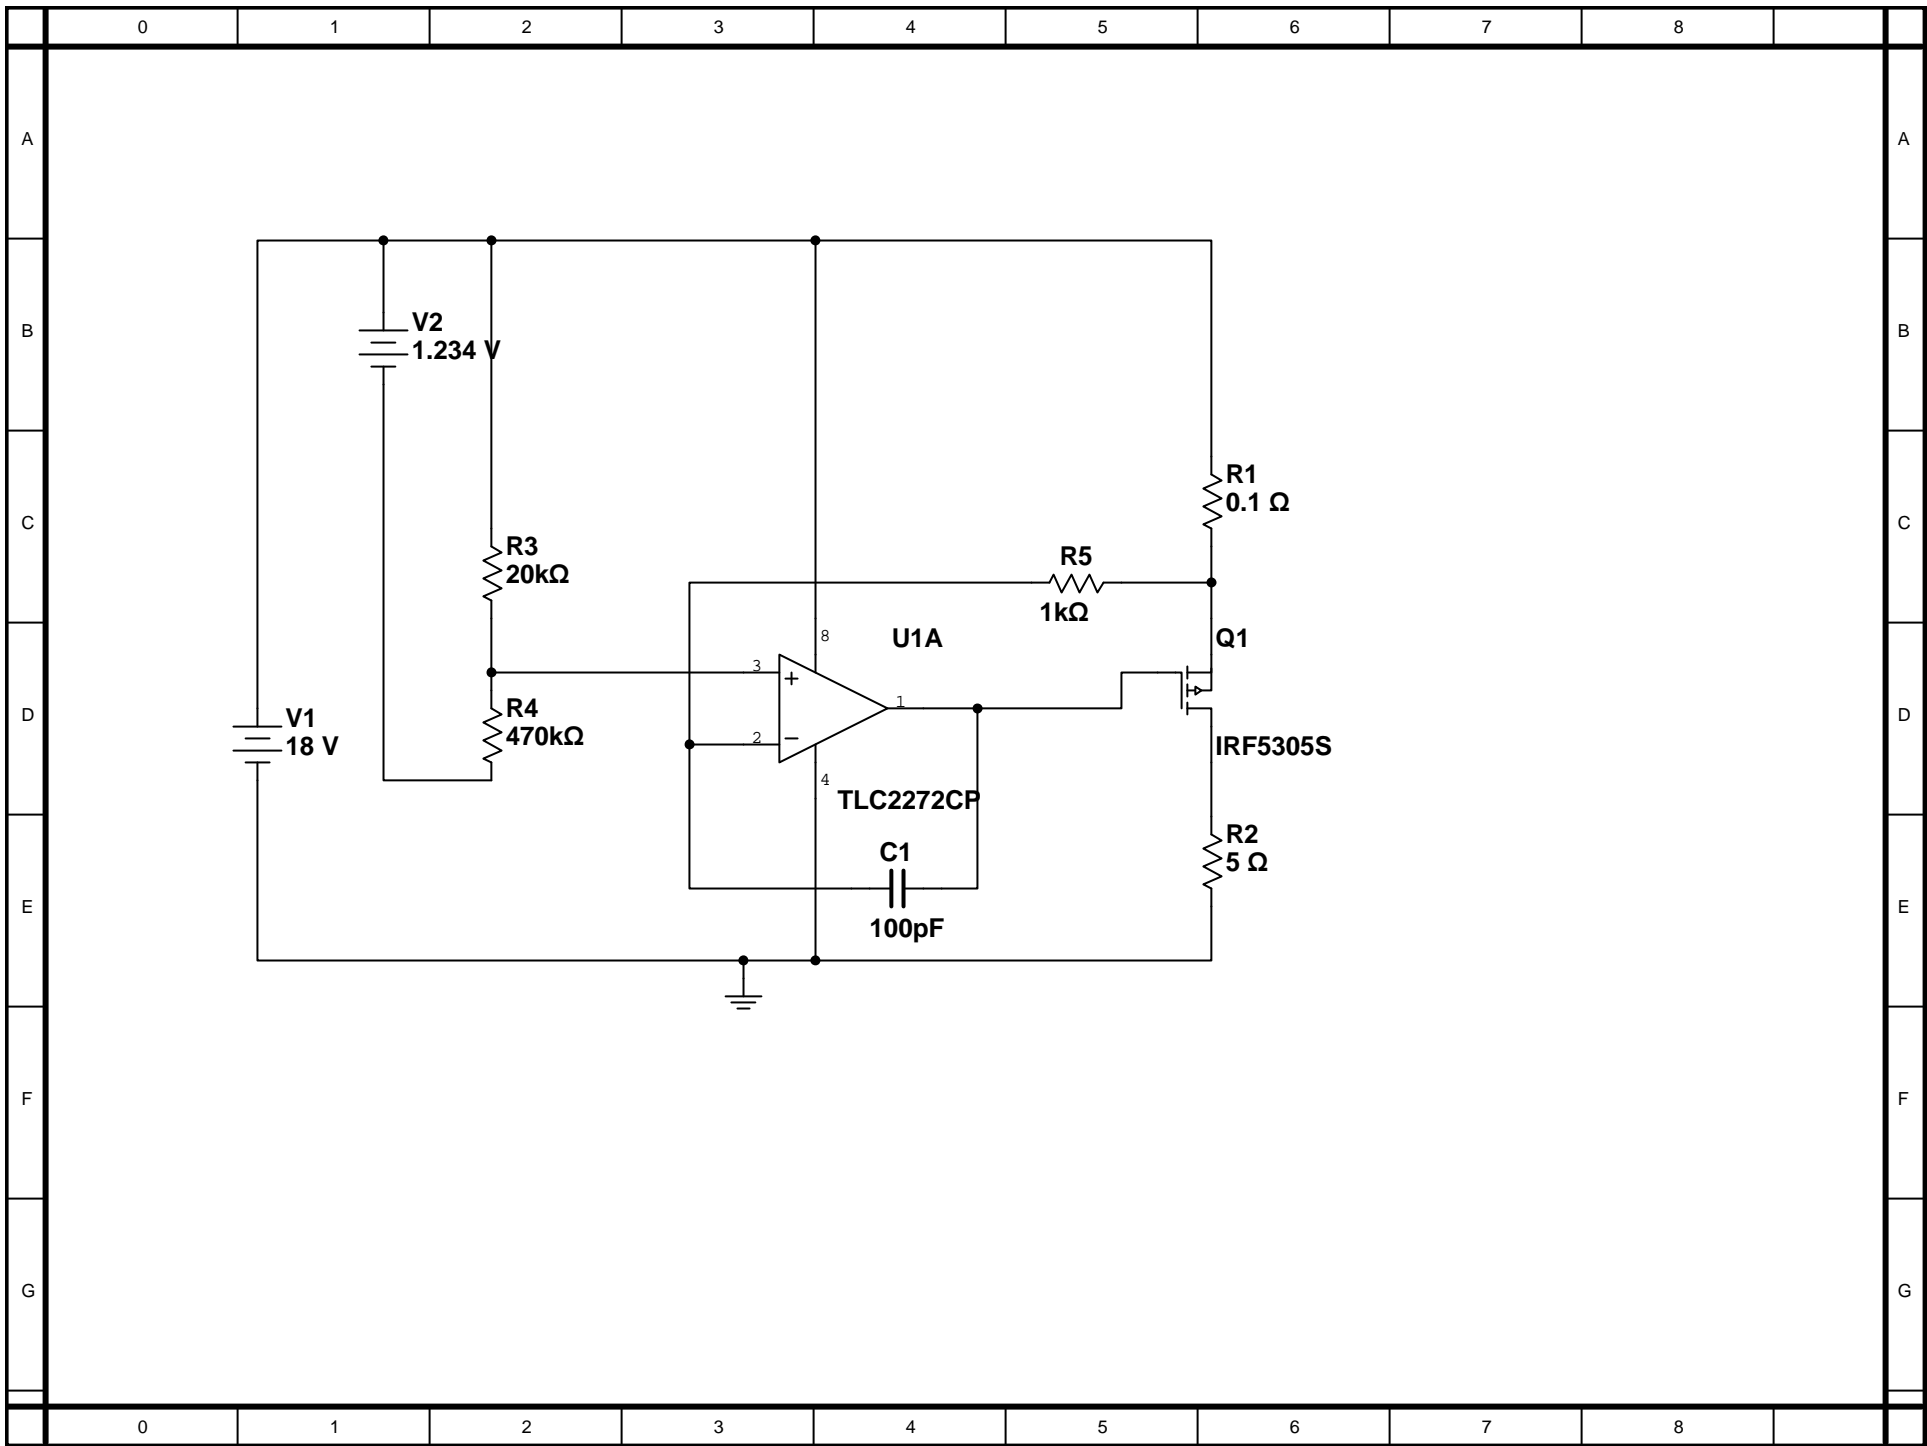 0 1 2 3 4 5 6 7 8
A A
B B
V2
1.234 V
C C
R1
0.1 Ω
R3
20kΩ
R5
1kΩ
D D
8
U1A
Q1
3
+
1
R4
470kΩ
V1
18 V
2
−
IRF5305S
4
TLC2272CP
E E
R2
5 Ω
C1
100pF
F F
G G
0 1 2 3 4 5 6 7 8